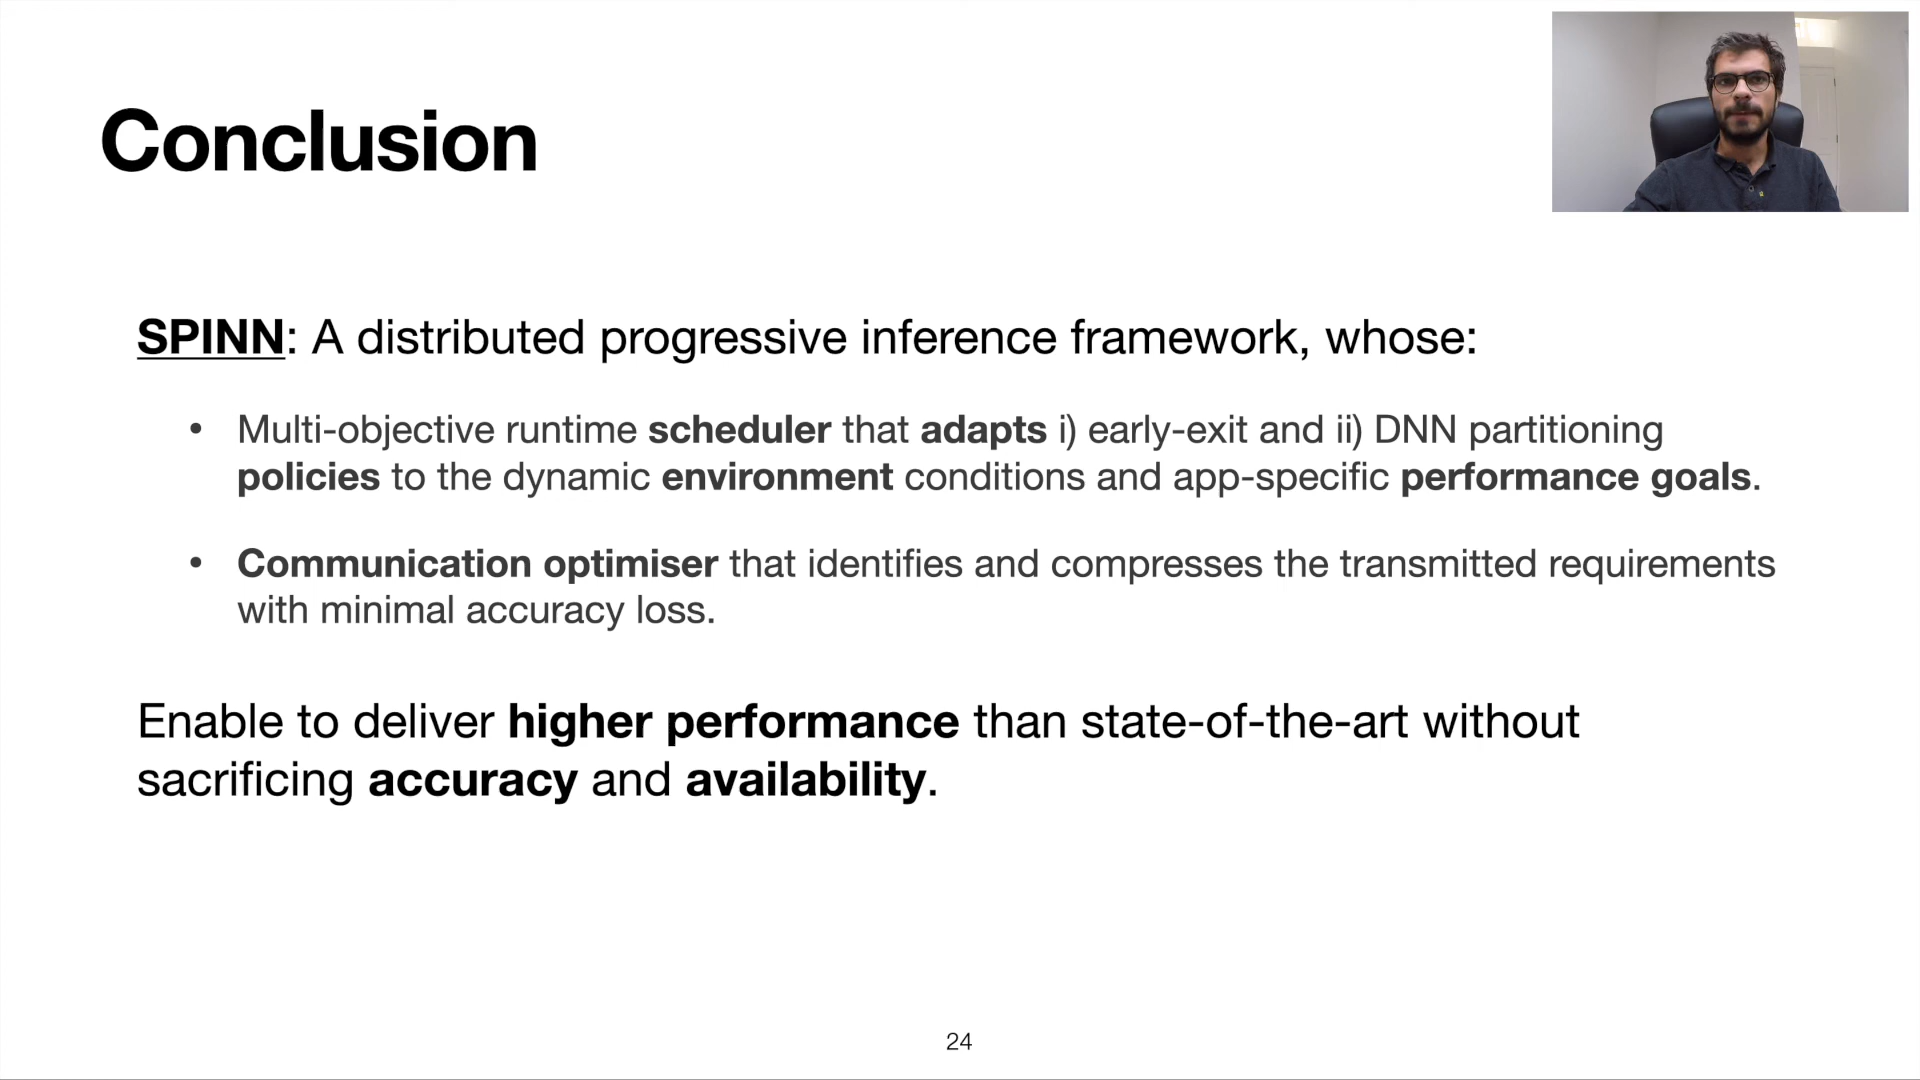 Conclusion
SPINN: A distributed progressive inference framework, whose:
• Multi-objective runtime scheduler that adapts i) early-exit and ii) DNN partitioning
policies to the dynamic environment conditions and app-specific performance goals.
• Communication optimiser that identifies and compresses the transmitted requirements
with minimal accuracy loss.
Enable to deliver higher performance than state-of-the-art without
sacrificing accuracy and availability.
24